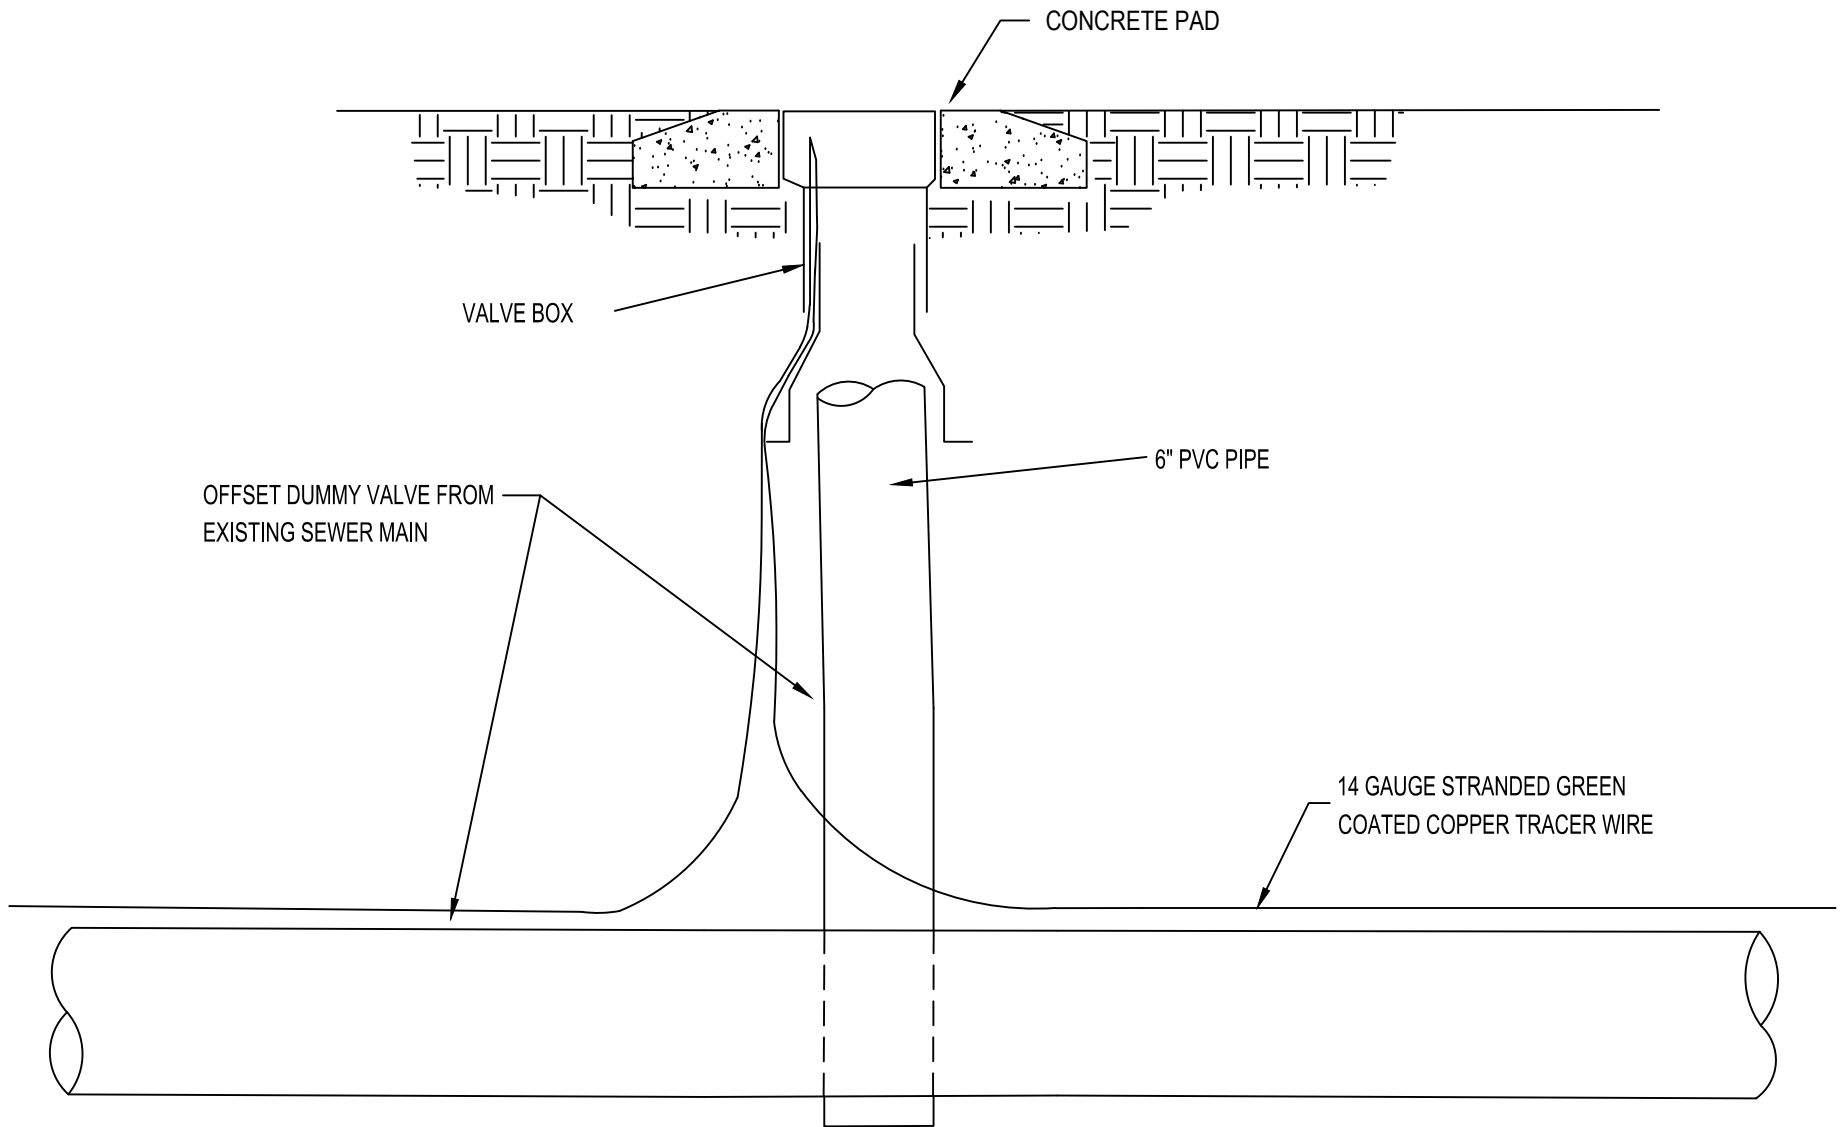 CONCRETE PAD
VALVE BOX
6" PVC PIPE
OFFSET DUMMY VALVE FROM
EXISTING SEWER MAIN
14 GAUGE STRANDED GREEN
COATED COPPER TRACER WIRE